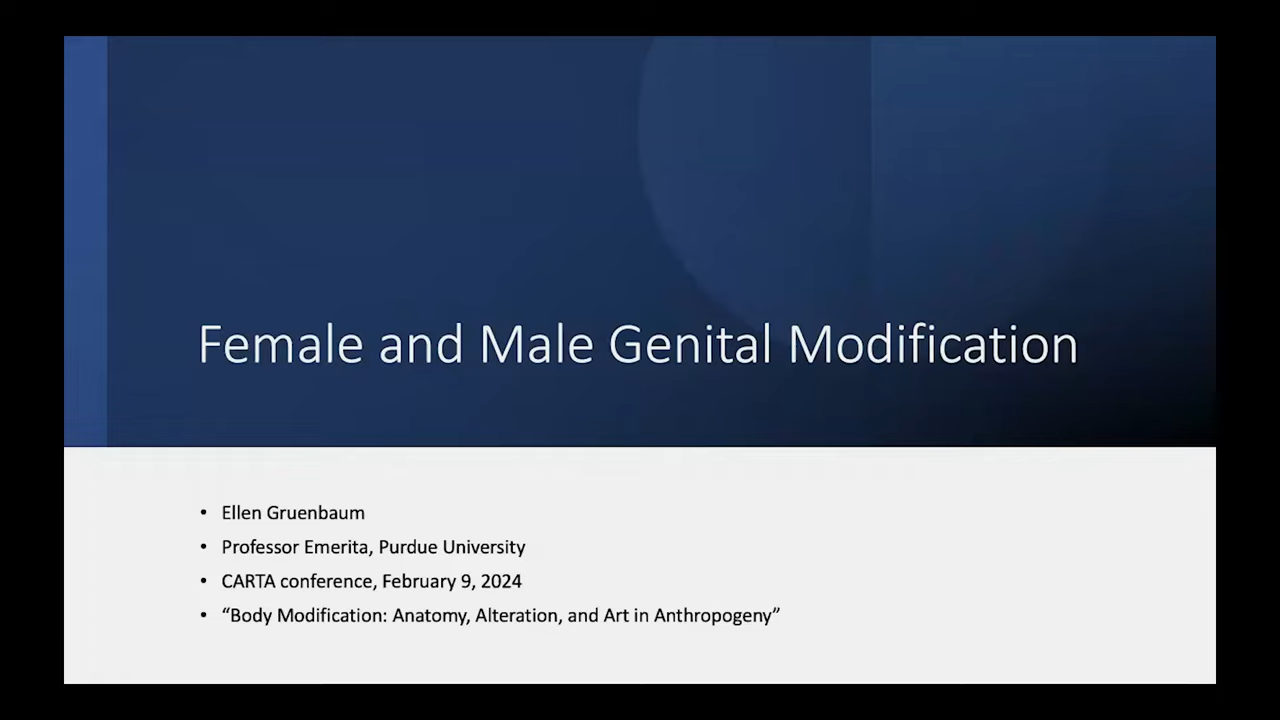 Female and Male Genital Modification
• Ellen Gruenbaum
• Professor Emerita, Purdue University
• CARTA conference, February 9, 2024
• “Body Modification: Anatomy, Alteration, and Art in Anthropogeny”